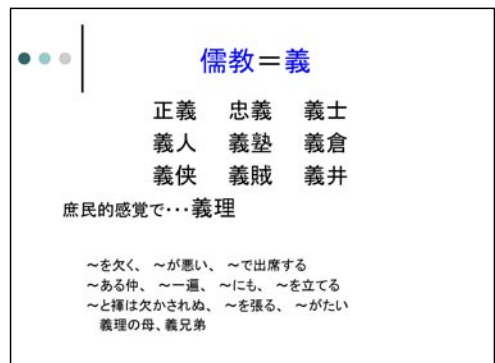 儒教＝義
正義　忠義　義士
義人　義塾　義倉
義侠　義賊　義井
庶民的感覚で・・・義理
～を欠く、 ～が悪い、 ～で出席する
～ある仲、 ～一遍、 ～にも、 ～を立てる
～と褌は欠かされぬ、 ～を張る、 ～がたい
義理の母、義兄弟